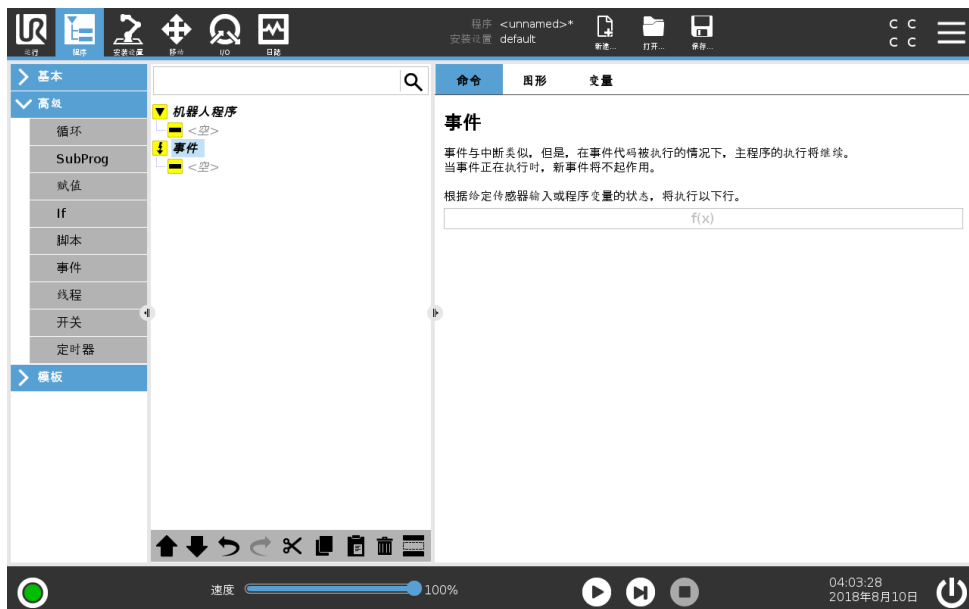 UR
运行
程序
安装设置
移动
I/O
日志
程序 <unnamed>*
安装设置 default
新建...
打开...
保存...
C C
C C
基本
高级
循环
SubProg
赋值
If
脚本
事件
线程
开关
定时器
模板
机器人程序
<空>
事件
<空>
命令 图形 变量
事件
事件与中断类似，但是，在事件代码被执行的情况下，主程序的执行将继续。
当事件正在执行时，新事件将不起作用。
根据给定传感器输入或程序变量的状态，将执行以下行。
f(x)
速度 100%
04:03:28
2018年8月10日